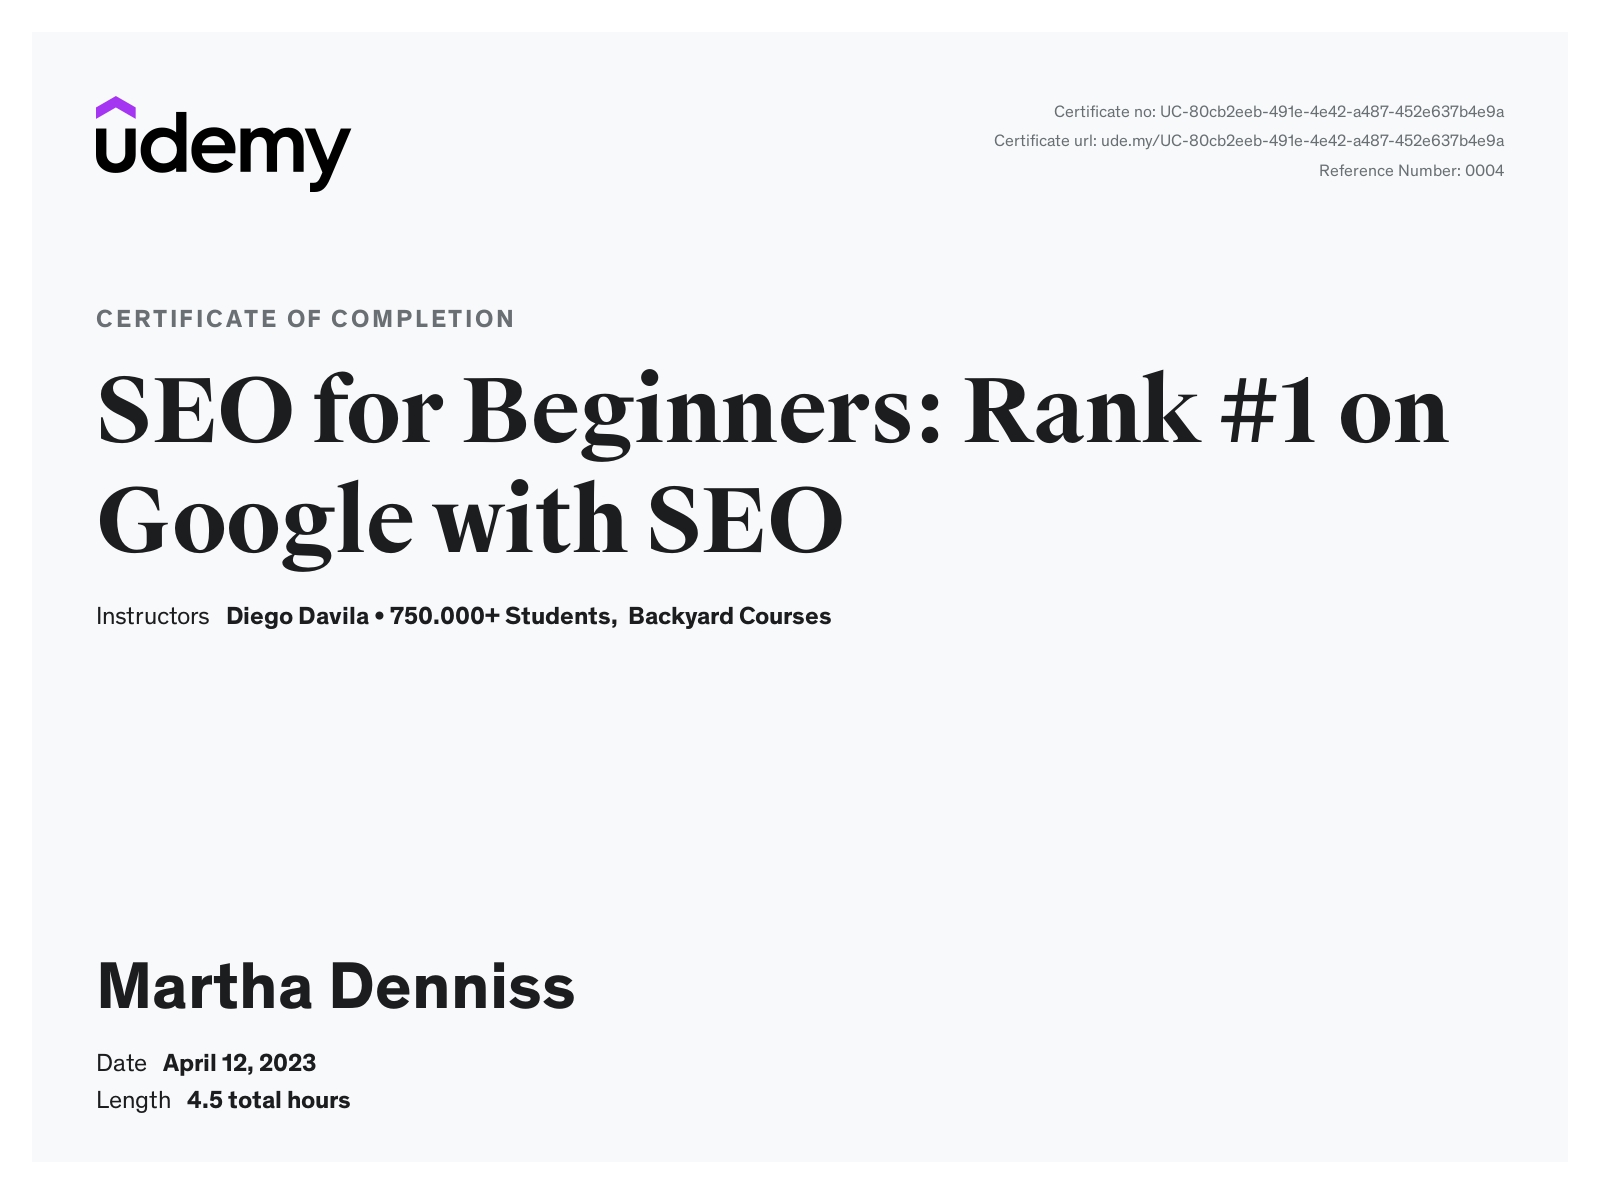 udemy
Certificate no: UC-80cb2eeb-491e-4e42-a487-452e637b4e9a
Certificate url: ude.my/UC-80cb2eeb-491e-4e42-a487-452e637b4e9a
Reference Number: 0004
CERTIFICATE OF COMPLETION
SEO for Beginners: Rank #1 on
Google with SEO
Instructors Diego Davila • 750.000+ Students, Backyard Courses
Martha Denniss
Date April 12, 2023
Length 4.5 total hours